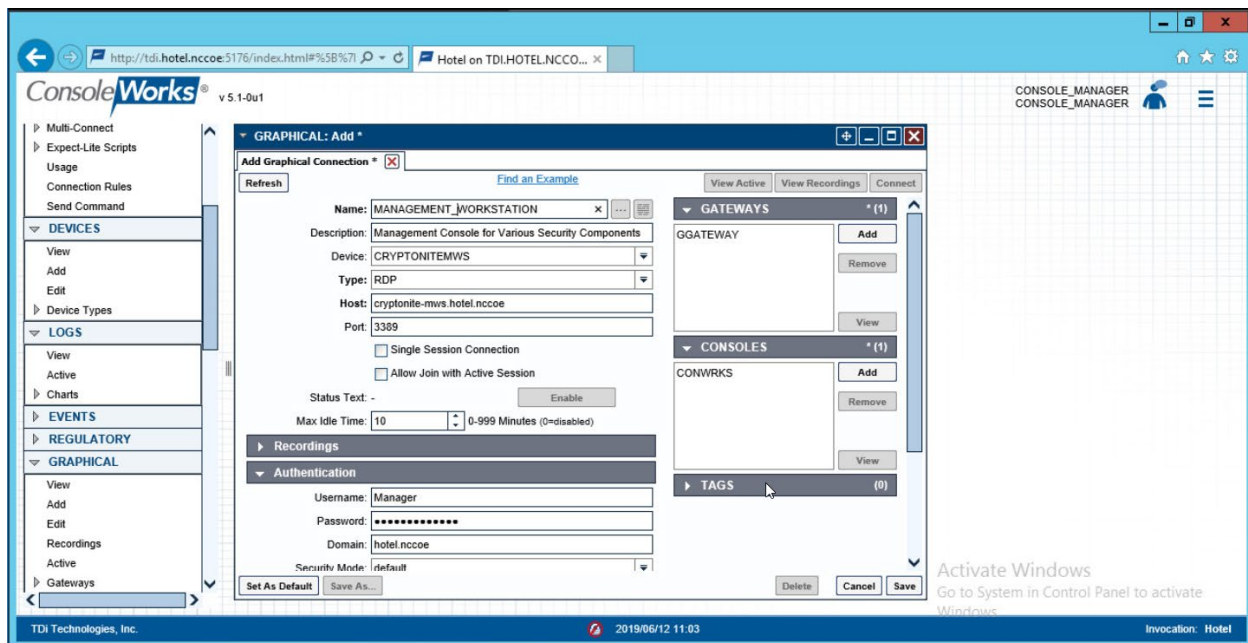 http://tdi.hotel.nccoe:5176/index.html#%5B%7l
Hotel on TDI.HOTEL.NCCO...
ConsoleWorks® v 5.1-0u1
CONSOLE_MANAGER
CONSOLE_MANAGER
Multi-Connect
Expect-Lite Scripts
Usage
Connection Rules
Send Command
DEVICES
View
Add
Edit
Device Types
LOGS
View
Active
Charts
EVENTS
REGULATORY
GRAPHICAL
View
Add
Edit
Recordings
Active
Gateways
GRAPHICAL: Add *
Add Graphical Connection *
Refresh
Find an Example
View Active
View Recordings
Connect
Name: MANAGEMENT_WORKSTATION
Description: Management Console for Various Security Components
Device: CRYPTONITEMWS
Type: RDP
Host: cryptonite-mws.hotel.nccoe
Port: 3389
Single Session Connection
Allow Join with Active Session
Status Text: -
Enable
Max Idle Time: 10 0-999 Minutes (0=disabled)
Recordings
Authentication
Username: Manager
Password: •••••••••••••
Domain: hotel.nccoe
Security Mode: default
GATEWAYS * (1)
GGATEWAY
Add
Remove
View
CONSOLES * (1)
CONWRKS
Add
Remove
View
TAGS (0)
Set As Default
Save As...
Delete
Cancel
Save
Activate Windows
Go to System in Control Panel to activate
Windows.
TDi Technologies, Inc.
2019/06/12 11:03
Invocation: Hotel